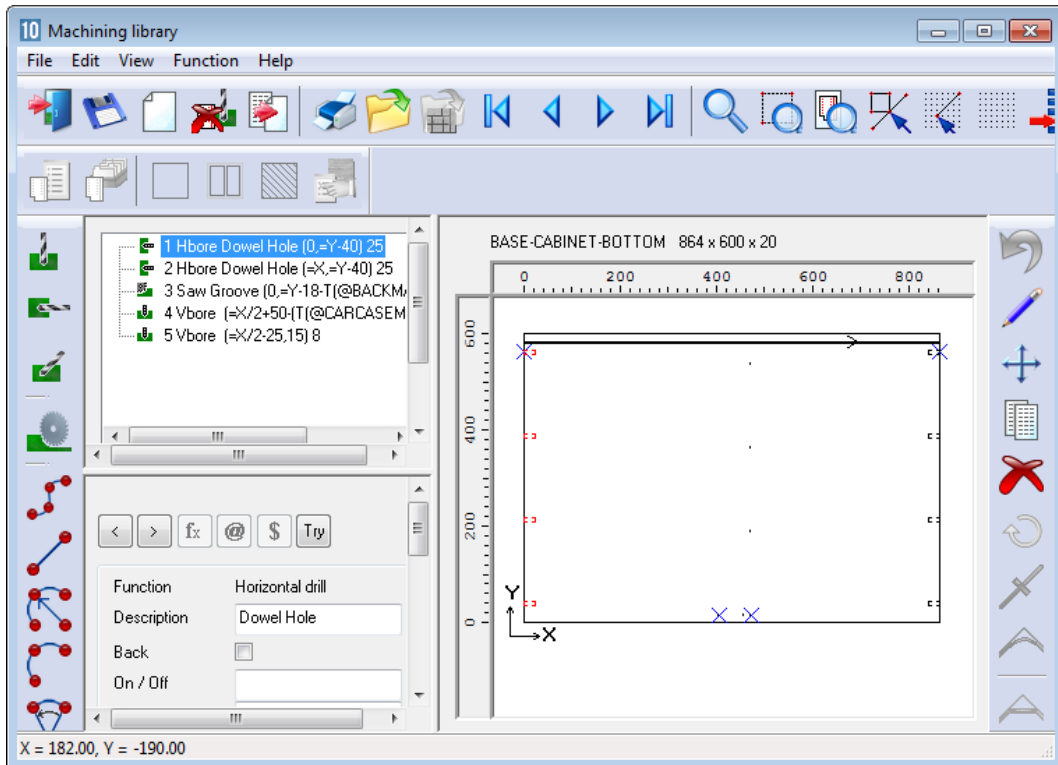 10 Machining library
File Edit View Function Help
1 Hbore Dowel Hole (0,=Y-40) 25
2 Hbore Dowel Hole (=X,=Y-40) 25
3 Saw Groove (0,=Y-18-T(@BACKMA
4 Vbore (=X/2+50-(T(@CARCASEM
5 Vbore (=X/2-25,15) 8
< > fx @ $ Try
Function Horizontal drill
Description Dowel Hole
Back
On / Off
BASE-CABINET-BOTTOM 864 x 600 x 20
0 200 400 600 800
600
400
200
0
Y
X
X = 182.00, Y = -190.00